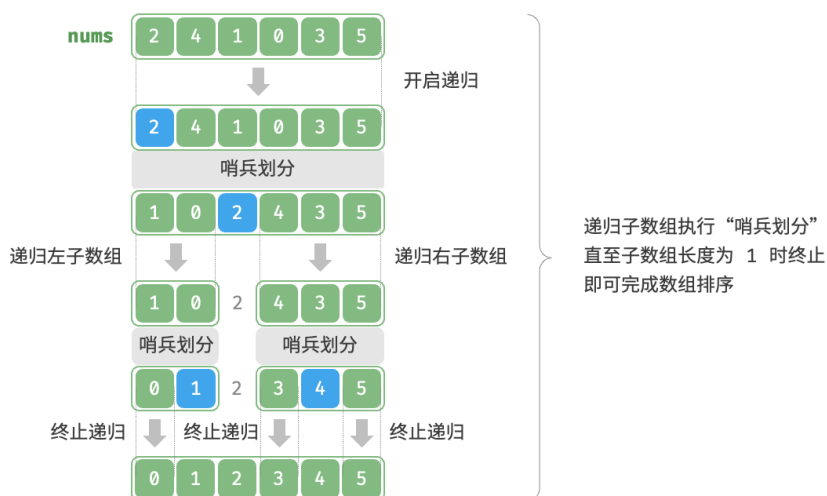 nums 2 4 1 0 3 5
开启递归
2 4 1 0 3 5
哨兵划分
1 0 2 4 3 5
递归左子数组
递归右子数组
1 0 2 4 3 5
哨兵划分 哨兵划分
0 1 2 3 4 5
终止递归 终止递归 终止递归
0 1 2 3 4 5
递归子数组执行“哨兵划分”
直至子数组长度为 1 时终止
即可完成数组排序